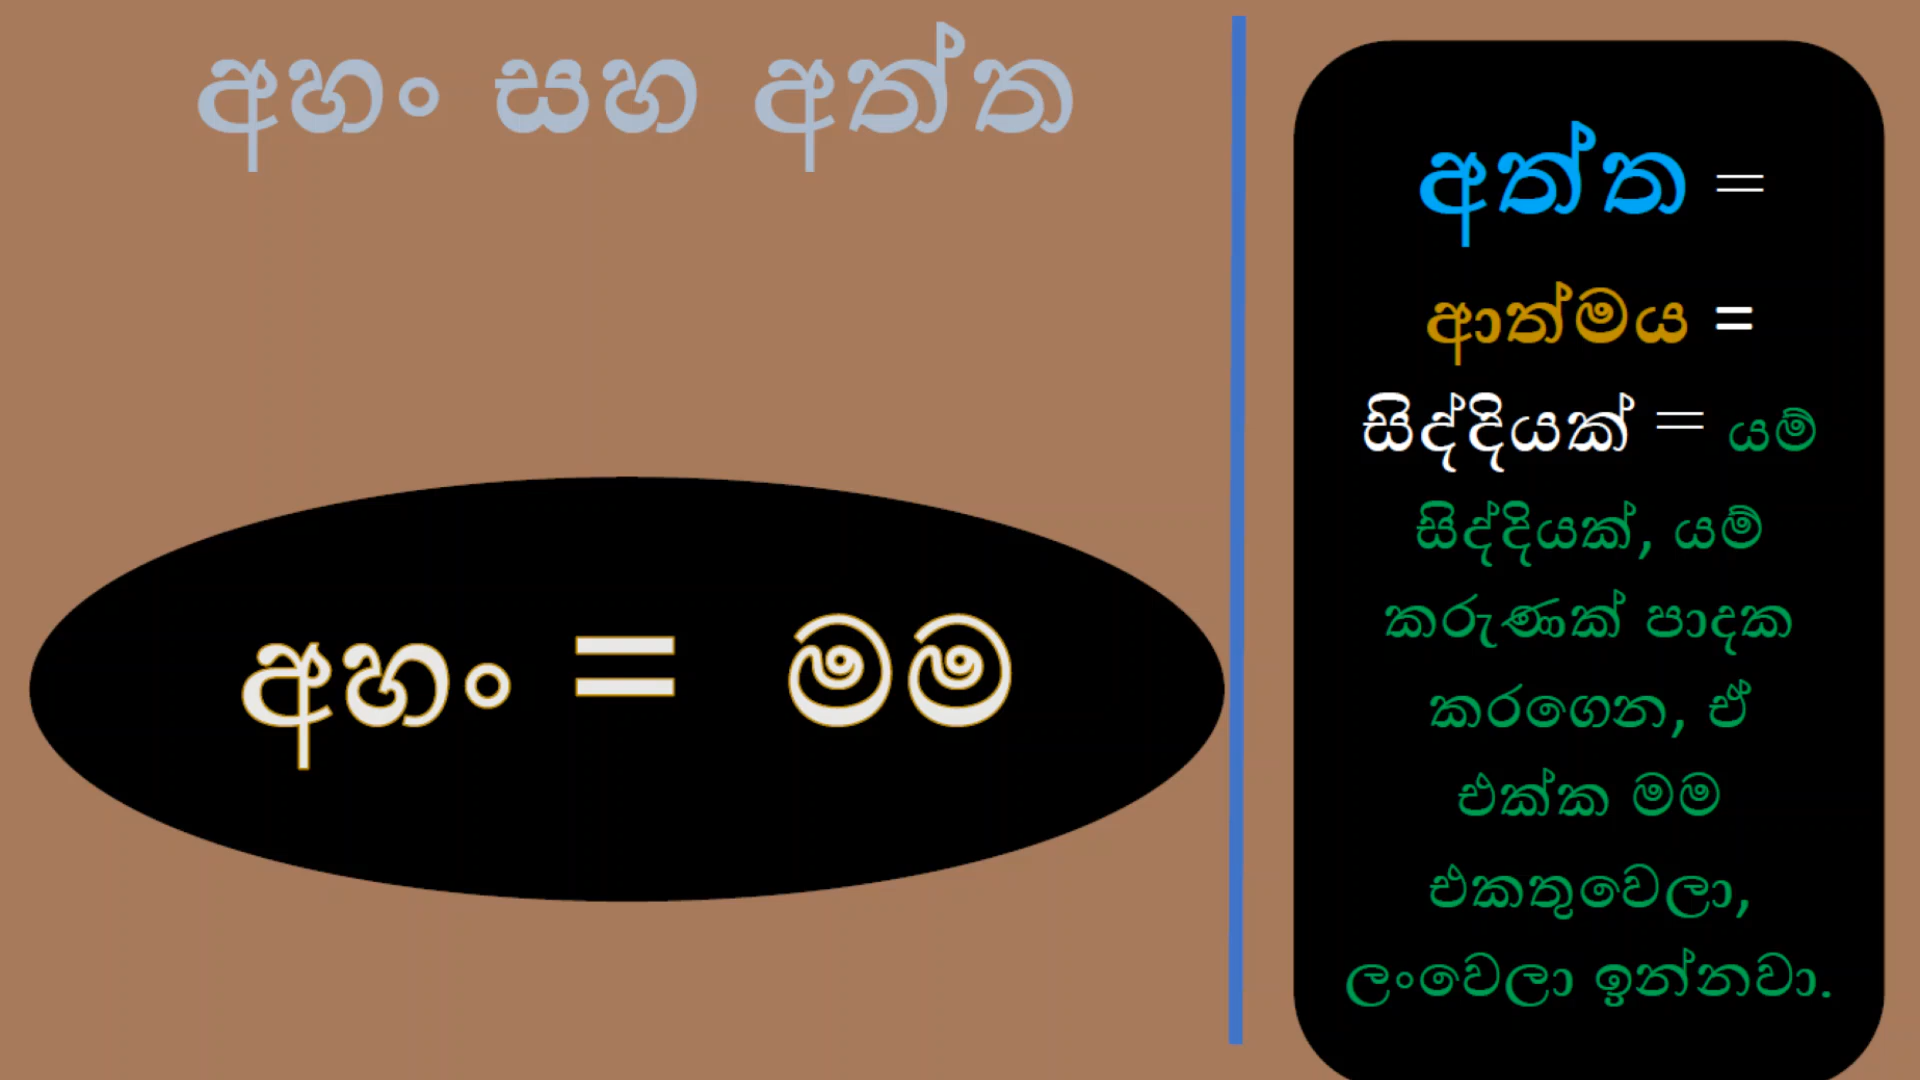 අහං සහ අත්ත
අහං = මම
අත්ත =
ආත්මය =
සිද්දියක් = යම්
සිද්දියක්, යම්
කරුණක් පාදක
කරගෙන, ඒ
එක්ක මම
එකතුවෙලා,
ලංවෙලා ඉන්නවා.